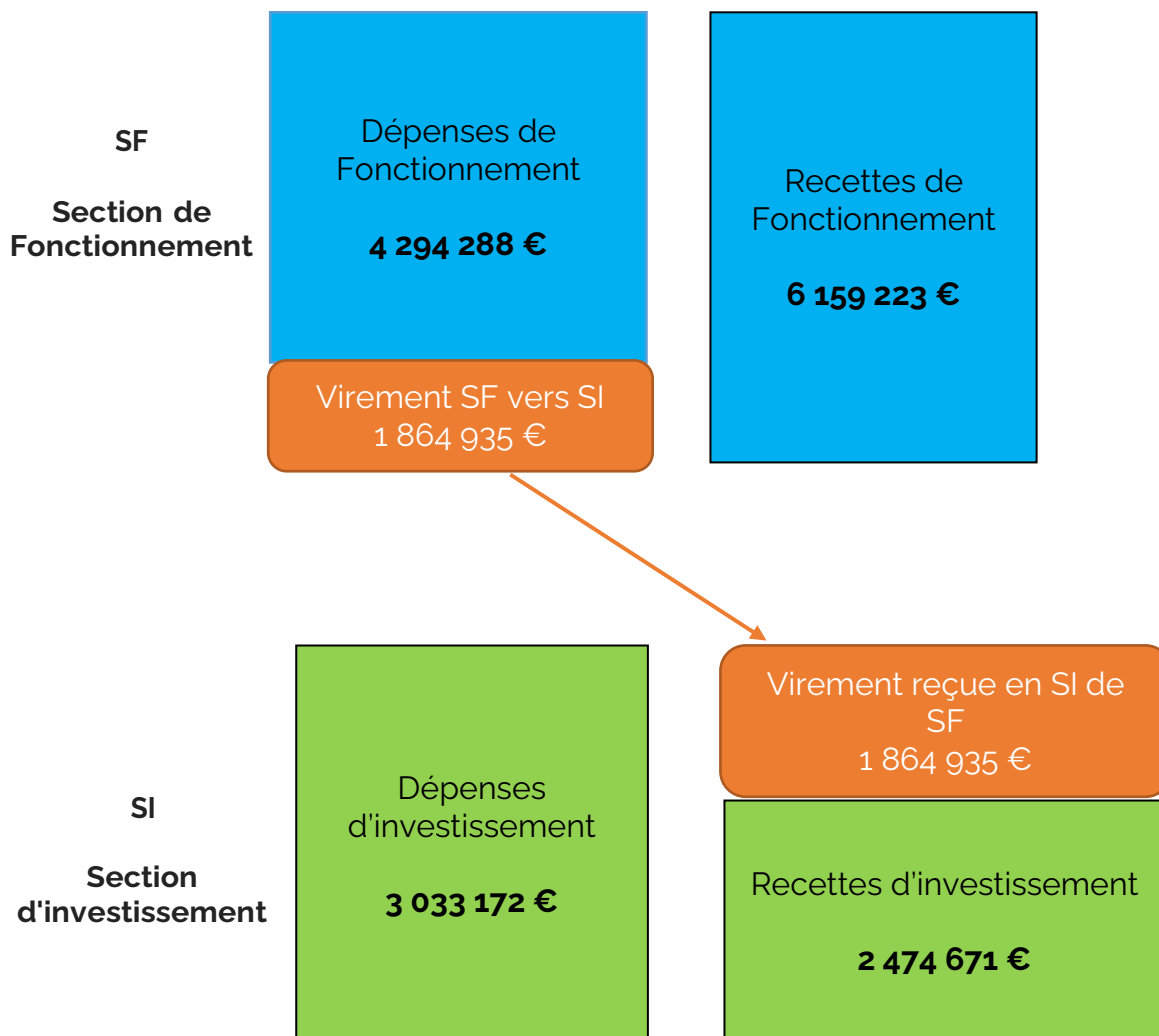 SF
Section de
Fonctionnement
Dépenses de
Fonctionnement
4 294 288 €
Recettes de
Fonctionnement
6 159 223 €
Virement SF vers SI
1 864 935 €
SI
Section
d'investissement
Dépenses
d'investissement
3 033 172 €
Virement reçue en SI de
SF
1 864 935 €
Recettes d'investissement
2 474 671 €